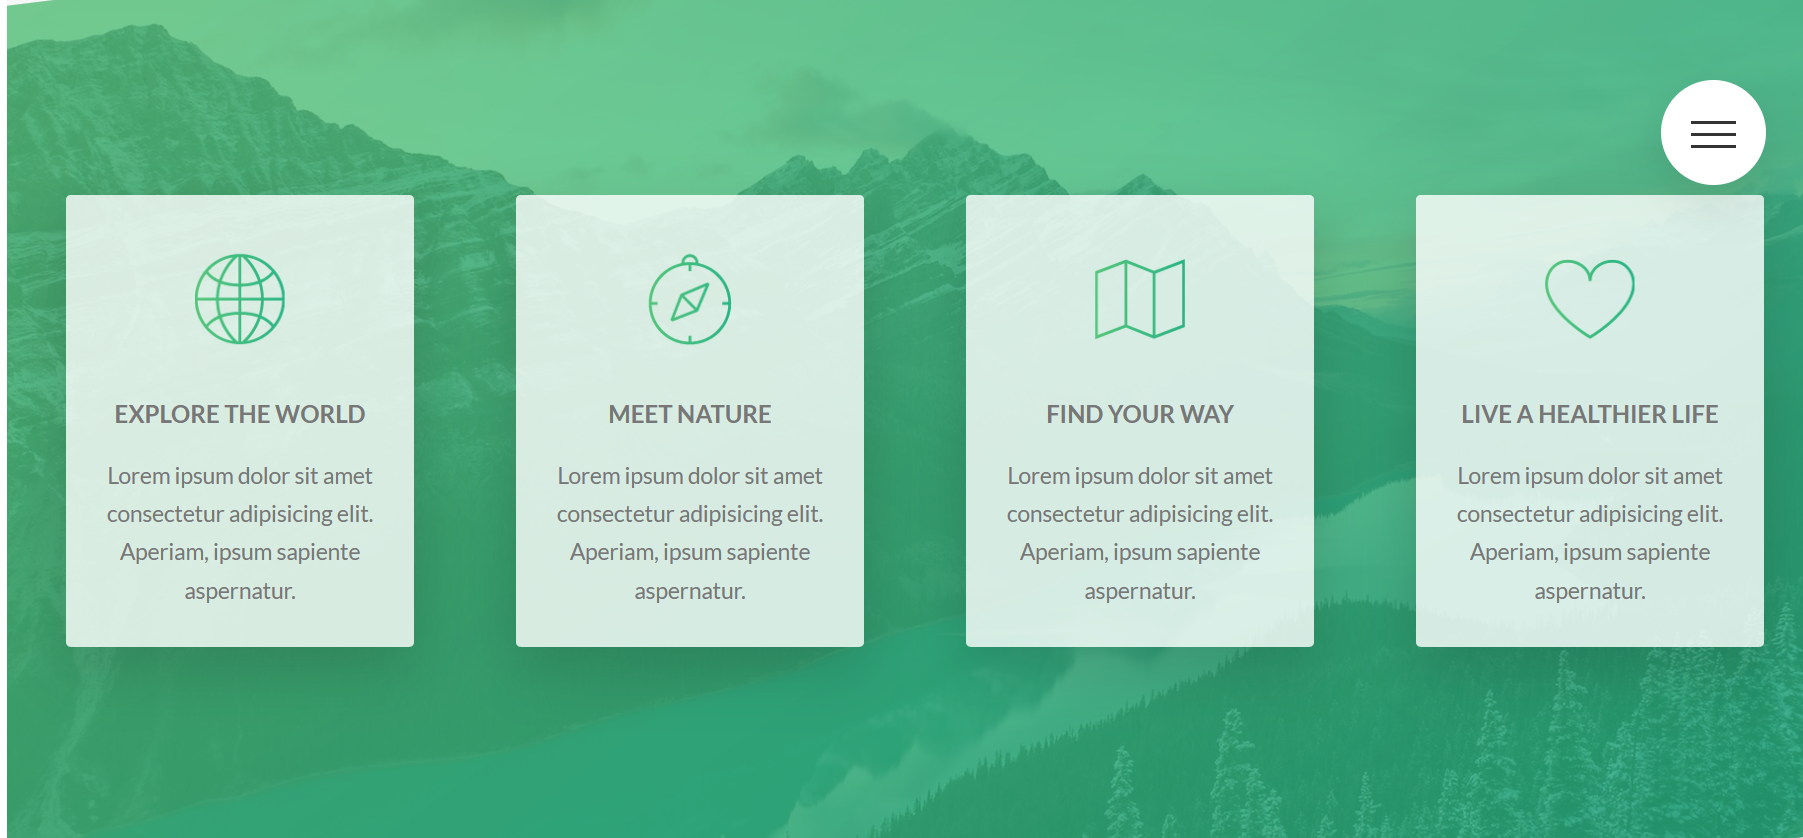 EXPLORE THE WORLD
Lorem ipsum dolor sit amet
consectetur adipisicing elit.
Aperiam, ipsum sapiente
aspernatur.
MEET NATURE
Lorem ipsum dolor sit amet
consectetur adipisicing elit.
Aperiam, ipsum sapiente
aspernatur.
FIND YOUR WAY
Lorem ipsum dolor sit amet
consectetur adipisicing elit.
Aperiam, ipsum sapiente
aspernatur.
LIVE A HEALTHIER LIFE
Lorem ipsum dolor sit amet
consectetur adipisicing elit.
Aperiam, ipsum sapiente
aspernatur.